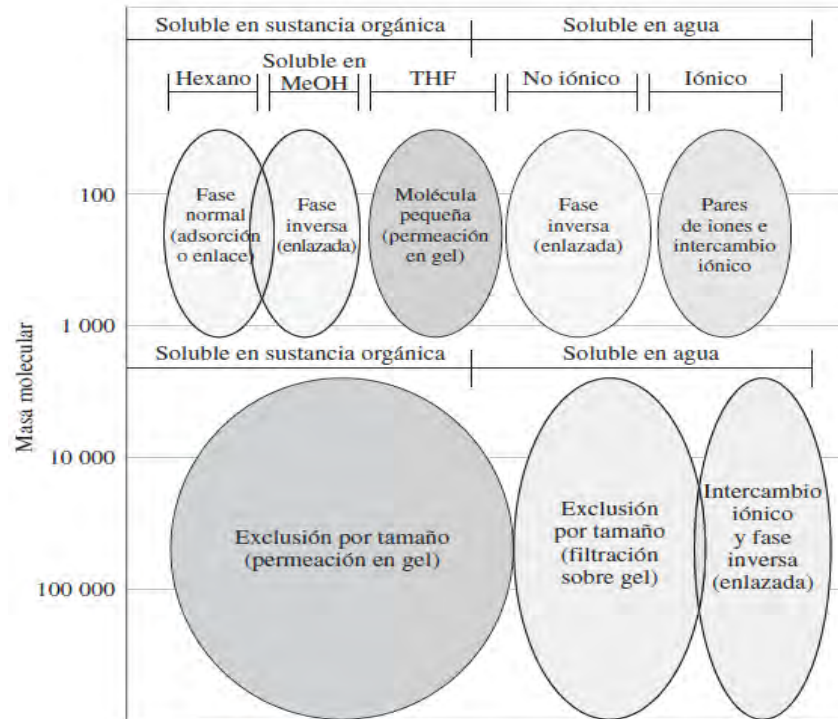 Soluble en sustancia orgánica
Soluble en agua
Hexano
Soluble en
MeOH
THF
No iónico
Iónico
100
Fase
normal
(adsorción
o enlace)
Fase
inversa
(enlazada)
Molécula
pequeña
(permeación
en gel)
Fase
inversa
(enlazada)
Pares
de iones e
intercambio
iónico
1 000
Soluble en sustancia orgánica
Soluble en agua
Masa molecular
10 000
Exclusión por tamaño
(permeación en gel)
Exclusión
por tamaño
(filtración
sobre gel)
Intercambio
iónico
y fase
inversa
(enlazada)
100 000